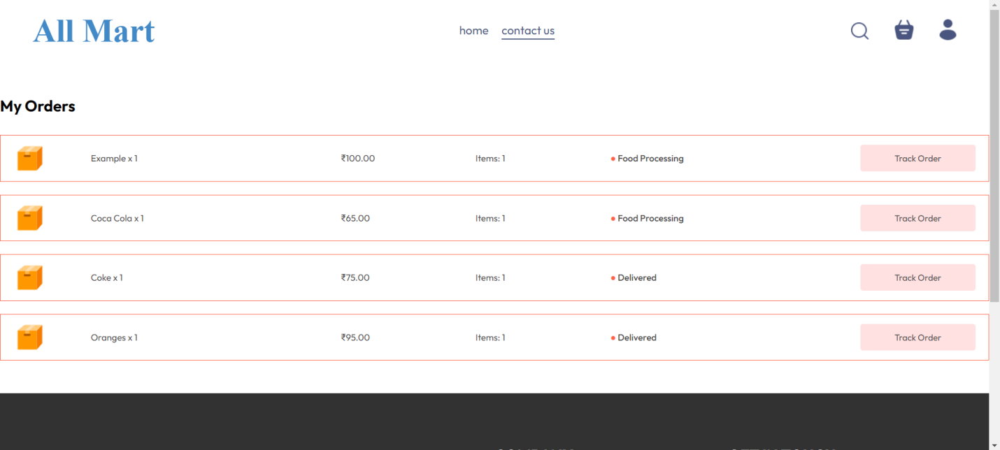 All Mart
home contact us
My Orders
Example x 1 ₹100.00 Items: 1 ● Food Processing Track Order
Coca Cola x 1 ₹65.00 Items: 1 ● Food Processing Track Order
Coke x 1 ₹75.00 Items: 1 ● Delivered Track Order
Oranges x 1 ₹95.00 Items: 1 ● Delivered Track Order